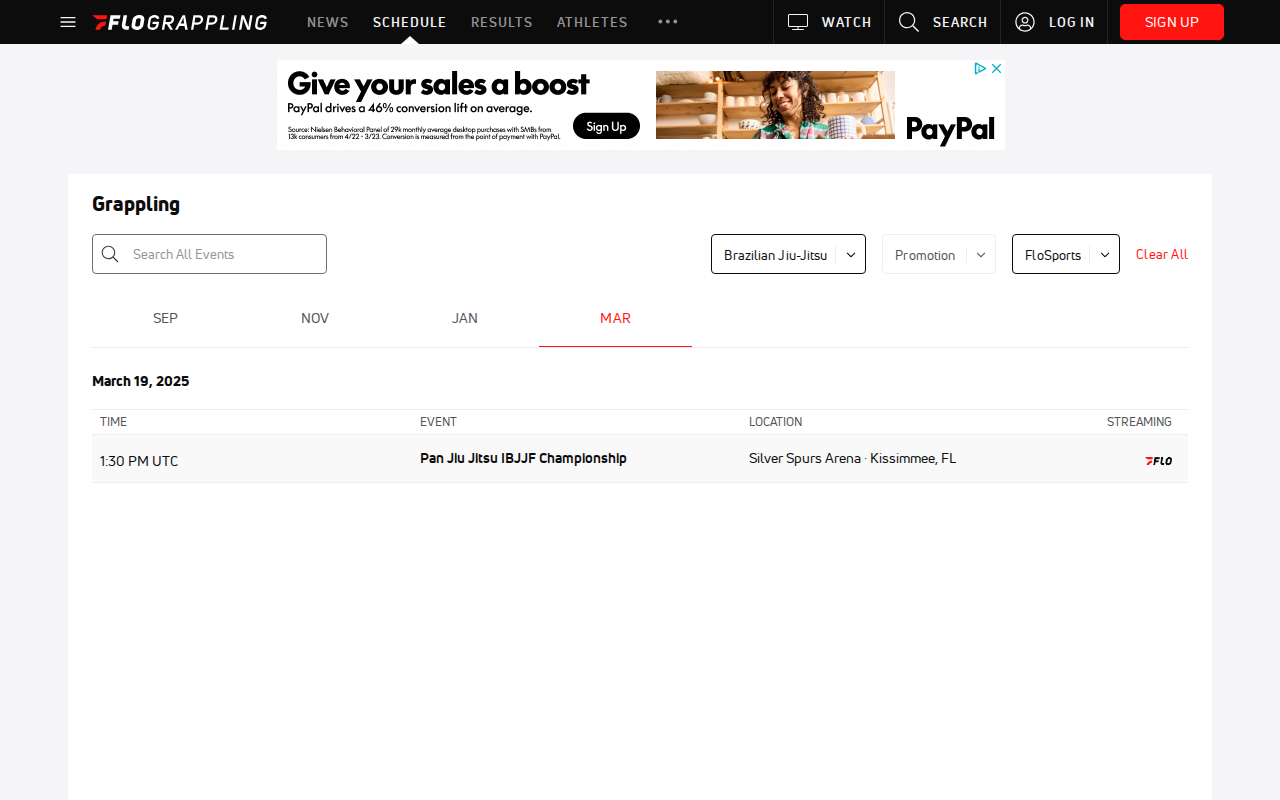 FLOGRAPPLING NEWS SCHEDULE RESULTS ATHLETES WATCH SEARCH LOG IN SIGN UP
Give your sales a boost
PayPal drives a 46% conversion lift on average.
Source: Nielsen Behavioral Panel of 29k monthly average desktop purchases with SMBs from
13k consumers from 4/22 - 3/23. Conversion is measured from the point of payment with PayPal.
Sign Up
PayPal
Grappling
Search All Events Brazilian Jiu-Jitsu Promotion FloSports Clear All
SEP NOV JAN MAR
March 19, 2025
TIME EVENT LOCATION STREAMING
1:30 PM UTC Pan Jiu Jitsu IBJJF Championship Silver Spurs Arena · Kissimmee, FL FLO